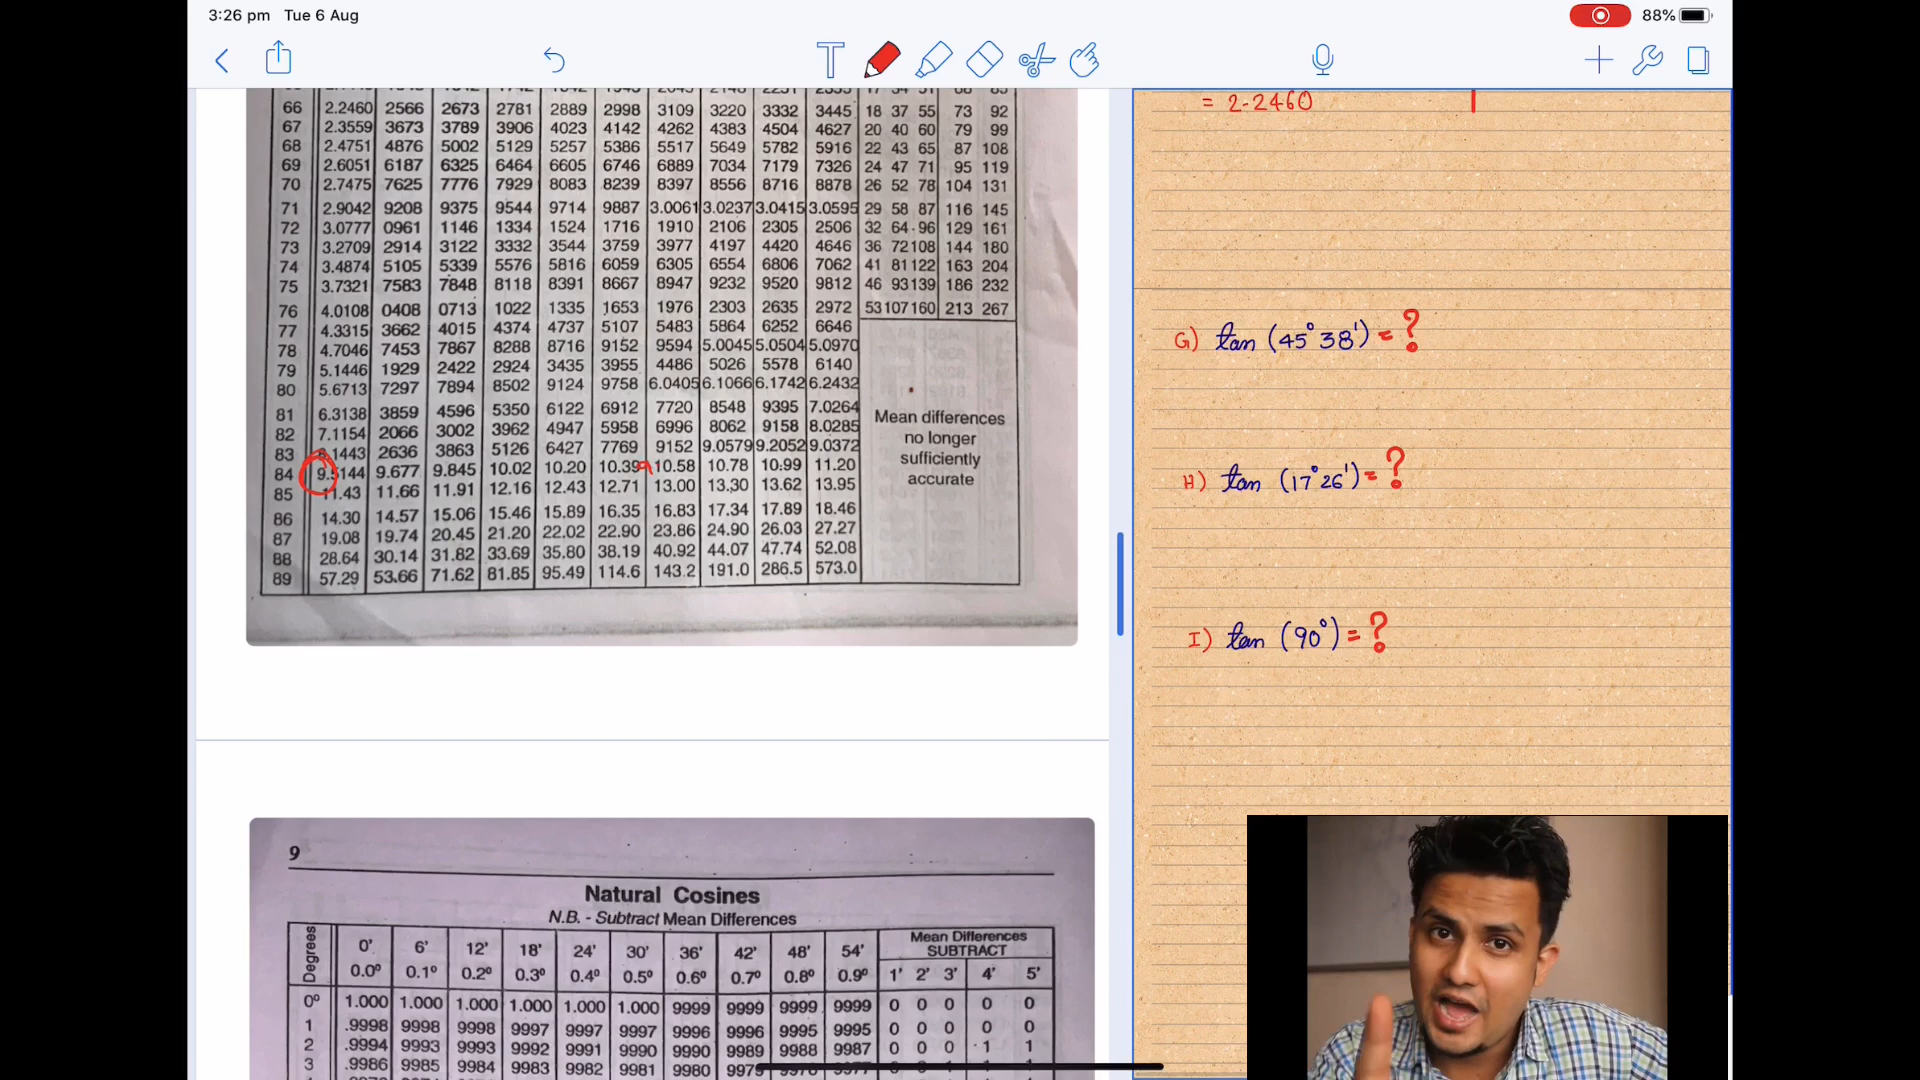 3:26 pm Tue 6 Aug
88%
T
66 2.2460 2566 2673 2781 2889 2998 3109 3220 3332 3445 18 37 55 73 92
67 2.3559 3673 3789 3906 4023 4142 4262 4383 4504 4627 20 40 60 79 99
68 2.4751 4876 5002 5129 5257 5386 5517 5649 5782 5916 22 43 65 87 108
69 2.6051 6187 6325 6464 6605 6746 6889 7034 7179 7326 24 47 71 95 119
70 2.7475 7625 7776 7929 8083 8239 8397 8556 8716 8878 26 52 78 104 131
71 2.9042 9208 9375 9544 9714 9887 3.0061 3.0237 3.0415 3.0595 29 58 87 116 145
72 3.0777 0961 1146 1334 1524 1716 1910 2106 2305 2506 32 64 96 129 161
73 3.2709 2914 3122 3332 3544 3759 3977 4197 4420 4646 36 72 108 144 180
74 3.4874 5105 5339 5576 5816 6059 6305 6554 6806 7062 41 81 122 163 204
75 3.7321 7583 7848 8118 8391 8667 8947 9232 9520 9812 46 93 139 186 232
76 4.0108 0408 0713 1022 1335 1653 1976 2303 2635 2972 53 107 160 213 267
77 4.3315 3662 4015 4374 4737 5107 5483 5864 6252 6646
78 4.7046 7453 7867 8288 8716 9152 9594 5.0045 5.0504 5.0970
79 5.1446 1929 2422 2924 3435 3955 4486 5026 5578 6140
80 5.6713 7297 7894 8502 9124 9758 6.0405 6.1066 6.1742 6.2432
81 6.3138 3859 4596 5350 6122 6912 7720 8548 9395 7.0264
82 7.1154 2066 3002 3962 4947 5958 6996 8062 9158 8.0285
83 8.1443 2636 3863 5126 6427 7769 9152 9.0579 9.2052 9.0372
84 9.5144 9.677 9.845 10.02 10.20 10.39 9 10.58 10.78 10.99 11.20
85 11.43 11.66 11.91 12.16 12.43 12.71 13.00 13.30 13.62 13.95
86 14.30 14.57 15.06 15.46 15.89 16.35 16.83 17.34 17.89 18.46
87 19.08 19.74 20.45 21.20 22.02 22.90 23.86 24.90 26.03 27.27
88 28.64 30.14 31.82 33.69 35.80 38.19 40.92 44.07 47.74 52.08
89 57.29 53.66 71.62 81.85 95.49 114.6 143.2 191.0 286.5 573.0
Mean differences
no longer
sufficiently
accurate
9
Natural Cosines
N.B. - Subtract Mean Differences
Degrees
0' 6' 12' 18' 24' 30' 36' 42' 48' 54'
0.0° 0.1° 0.2° 0.3° 0.4° 0.5° 0.6° 0.7° 0.8° 0.9°
Mean Differences
SUBTRACT
1' 2' 3' 4' 5'
0° 1.000 1.000 1.000 1.000 1.000 1.000 9999 9999 9999 9999 0 0 0 0 0
1 .9998 9998 9998 9997 9997 9997 9996 9996 9995 9995 0 0 0 0 0
2 .9994 9993 9993 9992 9991 9990 9990 9989 9988 9987 0 0 0 1 1
3 .9986 9985 9984 9983 9982 9981 9980
= 2.2460
G) tan (45° 38') = ?
H) tan (17° 26') = ?
I) tan (90°) = ?